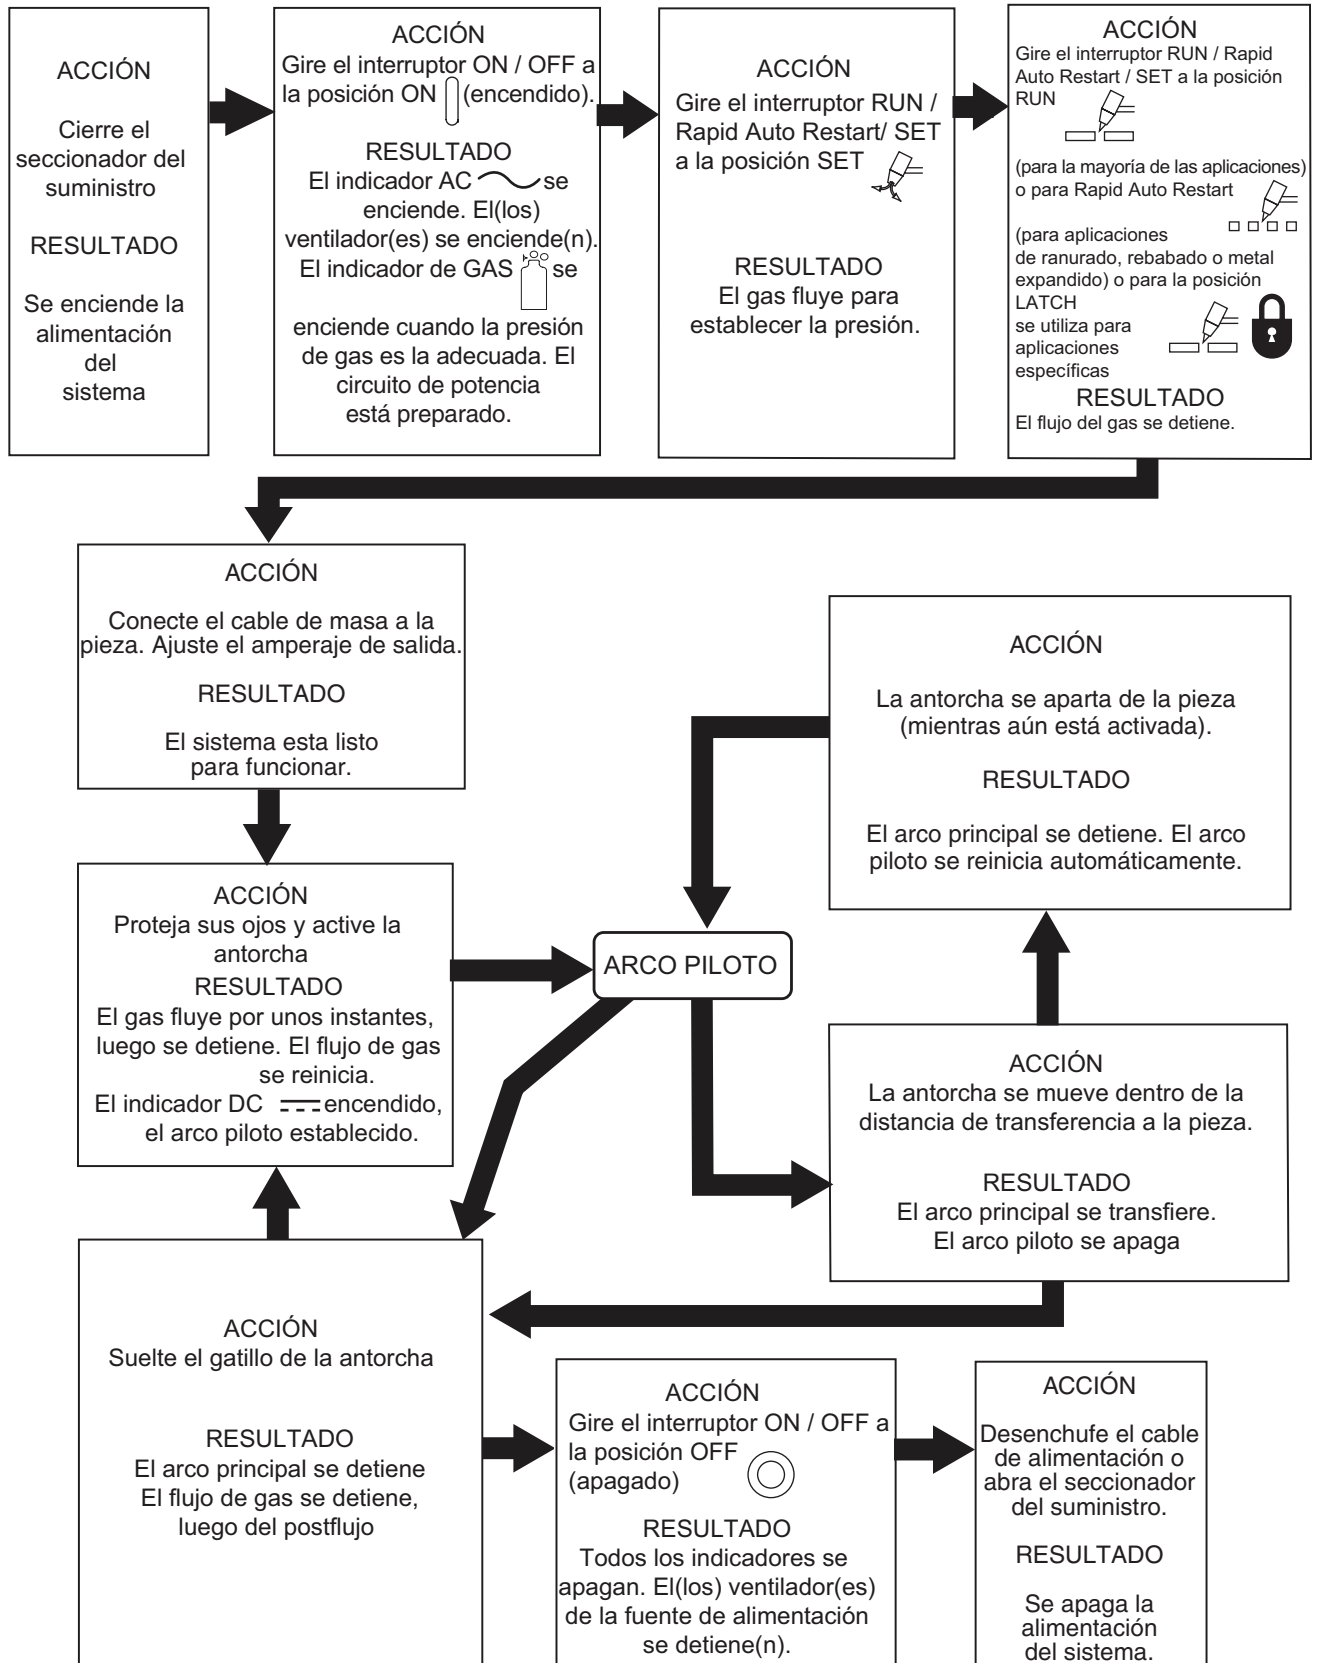 ACCIÓN
Cierre el
seccionador del
suministro
RESULTADO
Se enciende la
alimentación
del
sistema
ACCIÓN
Gire el interruptor ON / OFF a
la posición ON (encendido).
RESULTADO
El indicador AC se
enciende. El(los)
ventilador(es) se enciende(n).
El indicador de GAS se
enciende cuando la presión
de gas es la adecuada. El
circuito de potencia
está preparado.
ACCIÓN
Gire el interruptor RUN /
Rapid Auto Restart/ SET
a la posición SET
RESULTADO
El gas fluye para
establecer la presión.
ACCIÓN
Gire el interruptor RUN / Rapid
Auto Restart / SET a la posición
RUN
(para la mayoría de las aplicaciones)
o para Rapid Auto Restart
(para aplicaciones
de ranurado, rebabado o metal
expandido) o para la posición
LATCH
se utiliza para
aplicaciones
específicas
RESULTADO
El flujo del gas se detiene.
ACCIÓN
Conecte el cable de masa a la
pieza. Ajuste el amperaje de salida.
RESULTADO
El sistema esta listo
para funcionar.
ACCIÓN
La antorcha se aparta de la pieza
(mientras aún está activada).
RESULTADO
El arco principal se detiene. El arco
piloto se reinicia automáticamente.
ACCIÓN
Proteja sus ojos y active la
antorcha
RESULTADO
El gas fluye por unos instantes,
luego se detiene. El flujo de gas
se reinicia.
El indicador DC encendido,
el arco piloto establecido.
ARCO PILOTO
ACCIÓN
La antorcha se mueve dentro de la
distancia de transferencia a la pieza.
RESULTADO
El arco principal se transfiere.
El arco piloto se apaga
ACCIÓN
Suelte el gatillo de la antorcha
RESULTADO
El arco principal se detiene
El flujo de gas se detiene,
luego del postflujo
ACCIÓN
Gire el interruptor ON / OFF a
la posición OFF
(apagado)
RESULTADO
Todos los indicadores se
apagan. El(los) ventilador(es)
de la fuente de alimentación
se detiene(n).
ACCIÓN
Desenchufe el cable
de alimentación o
abra el seccionador
del suministro.
RESULTADO
Se apaga la
alimentación
del sistema.